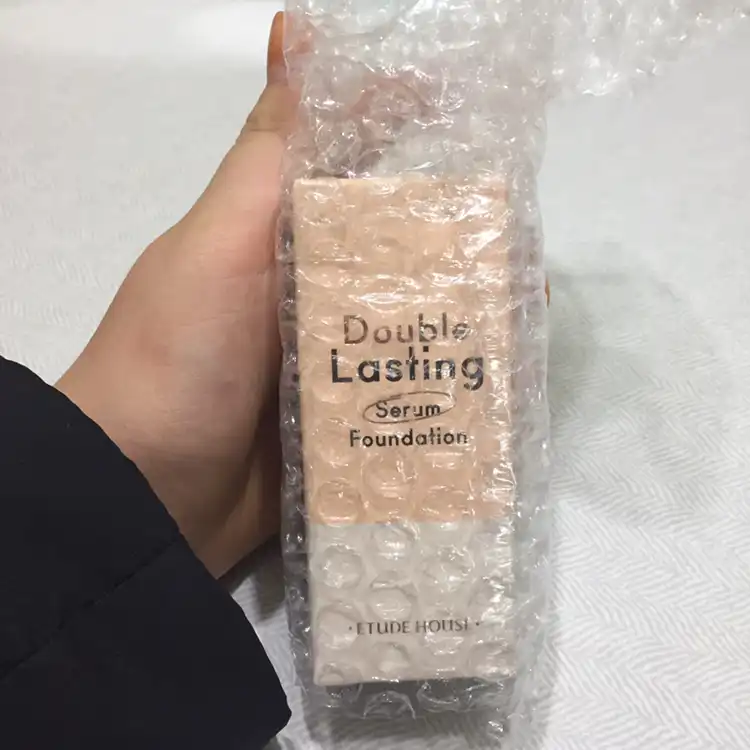 Double
Lasting
Serum
Foundation
·ETUDE HOUSE·